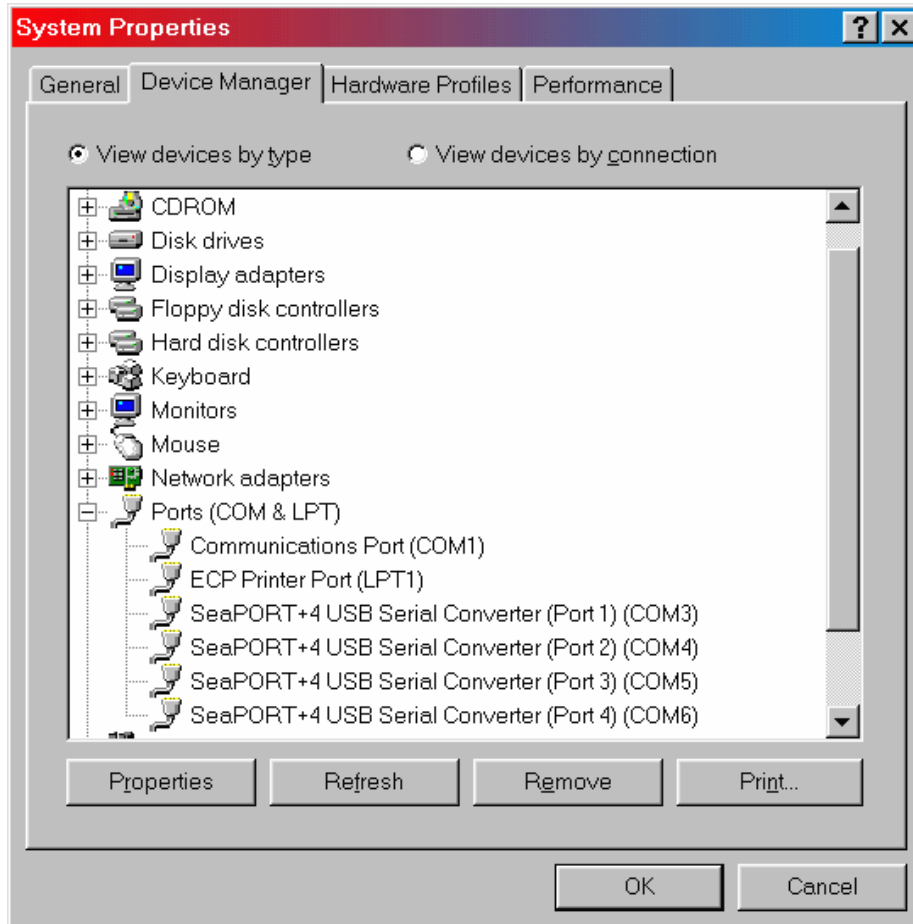 System Properties
General Device Manager Hardware Profiles Performance
View devices by type View devices by connection
CDROM
Disk drives
Display adapters
Floppy disk controllers
Hard disk controllers
Keyboard
Monitors
Mouse
Network adapters
Ports (COM & LPT)
Communications Port (COM1)
ECP Printer Port (LPT1)
SeaPORT+4 USB Serial Converter (Port 1) (COM3)
SeaPORT+4 USB Serial Converter (Port 2) (COM4)
SeaPORT+4 USB Serial Converter (Port 3) (COM5)
SeaPORT+4 USB Serial Converter (Port 4) (COM6)
Properties Refresh Remove Print...
OK Cancel